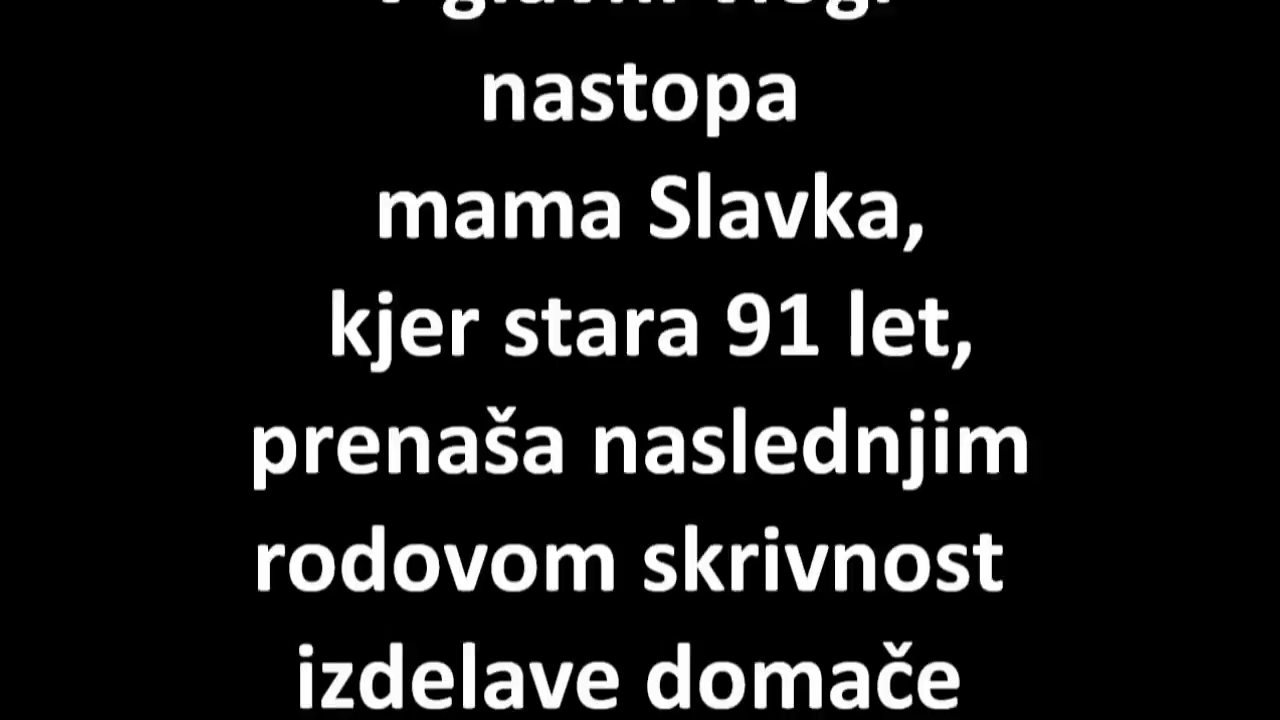 nastopa
mama Slavka,
kjer stara 91 let,
prenaša naslednjim
rodovom skrivnost
izdelave domače